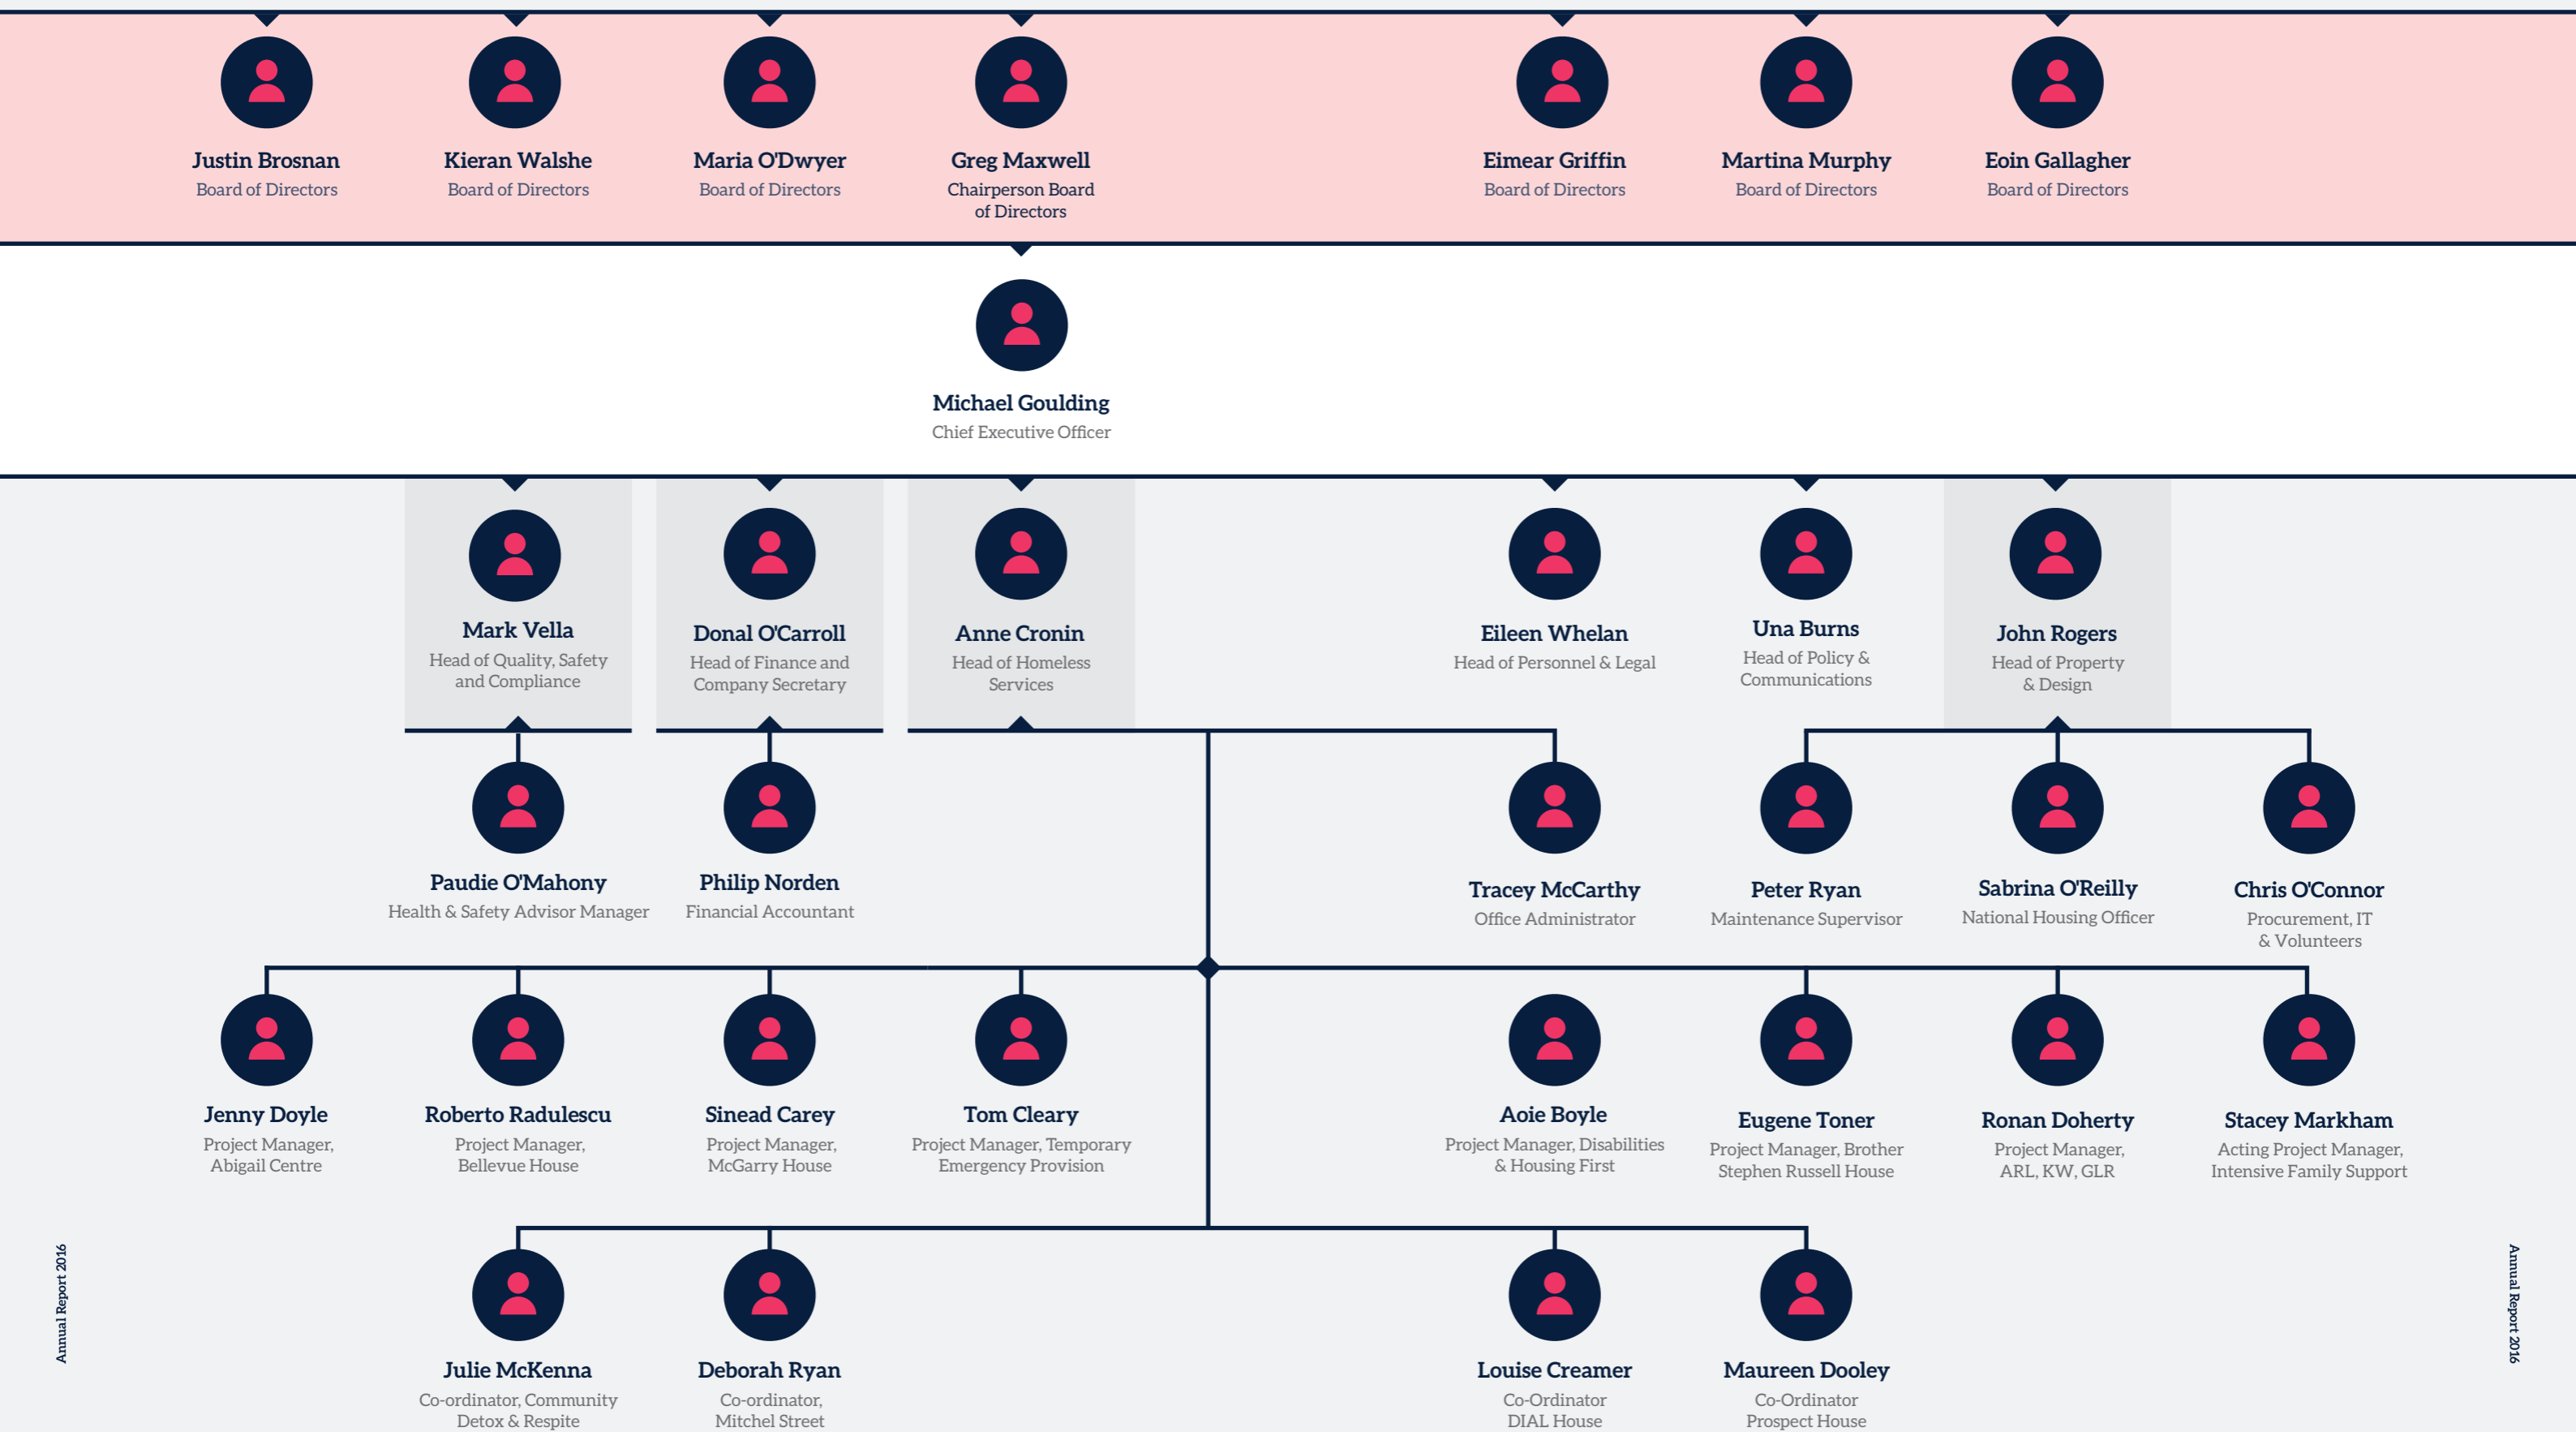 Justin Brosnan
Board of Directors
Kieran Walshe
Board of Directors
Maria O'Dwyer
Board of Directors
Greg Maxwell
Chairperson Board
of Directors
Eimear Griffin
Board of Directors
Martina Murphy
Board of Directors
Eoin Gallagher
Board of Directors
Michael Goulding
Chief Executive Officer
Mark Vella
Head of Quality, Safety
and Compliance
Donal O'Carroll
Head of Finance and
Company Secretary
Anne Cronin
Head of Homeless
Services
Eileen Whelan
Head of Personnel & Legal
Una Burns
Head of Policy &
Communications
John Rogers
Head of Property
& Design
Paudie O'Mahony
Health & Safety Advisor Manager
Philip Norden
Financial Accountant
Tracey McCarthy
Office Administrator
Peter Ryan
Maintenance Supervisor
Sabrina O'Reilly
National Housing Officer
Chris O'Connor
Procurement, IT
& Volunteers
Jenny Doyle
Project Manager,
Abigail Centre
Roberto Radulescu
Project Manager,
Bellevue House
Sinead Carey
Project Manager,
McGarry House
Tom Cleary
Project Manager, Temporary
Emergency Provision
Aoie Boyle
Project Manager, Disabilities
& Housing First
Eugene Toner
Project Manager, Brother
Stephen Russell House
Ronan Doherty
Project Manager,
ARL, KW, GLR
Stacey Markham
Acting Project Manager,
Intensive Family Support
Julie McKenna
Co-ordinator, Community
Detox & Respite
Deborah Ryan
Co-ordinator,
Mitchel Street
Louise Creamer
Co-Ordinator
DIAL House
Maureen Dooley
Co-Ordinator
Prospect House
Annual Report 2016
Annual Report 2016